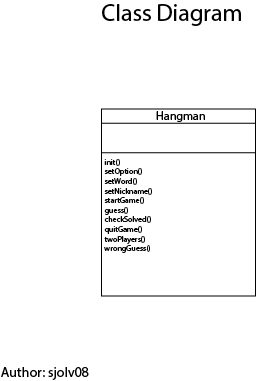 Class Diagram
Hangman
init()
setOption()
setWord()
setNickname()
startGame()
guess()
checkSolved()
quitGame()
twoPlayers()
wrongGuess()
Author: sjolv08